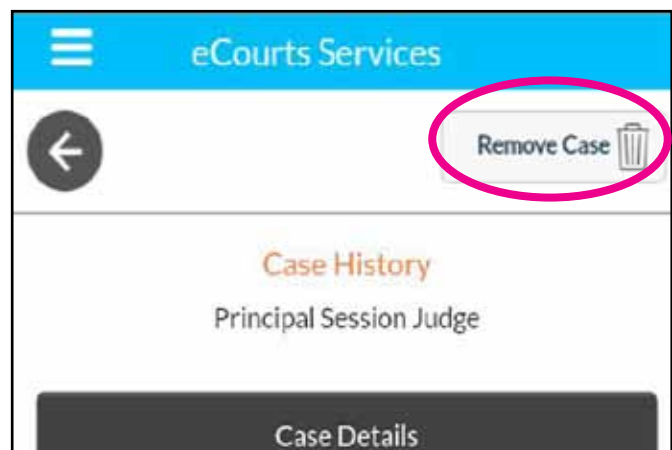 eCourts Services
Remove Case
Case History
Principal Session Judge
Case Details